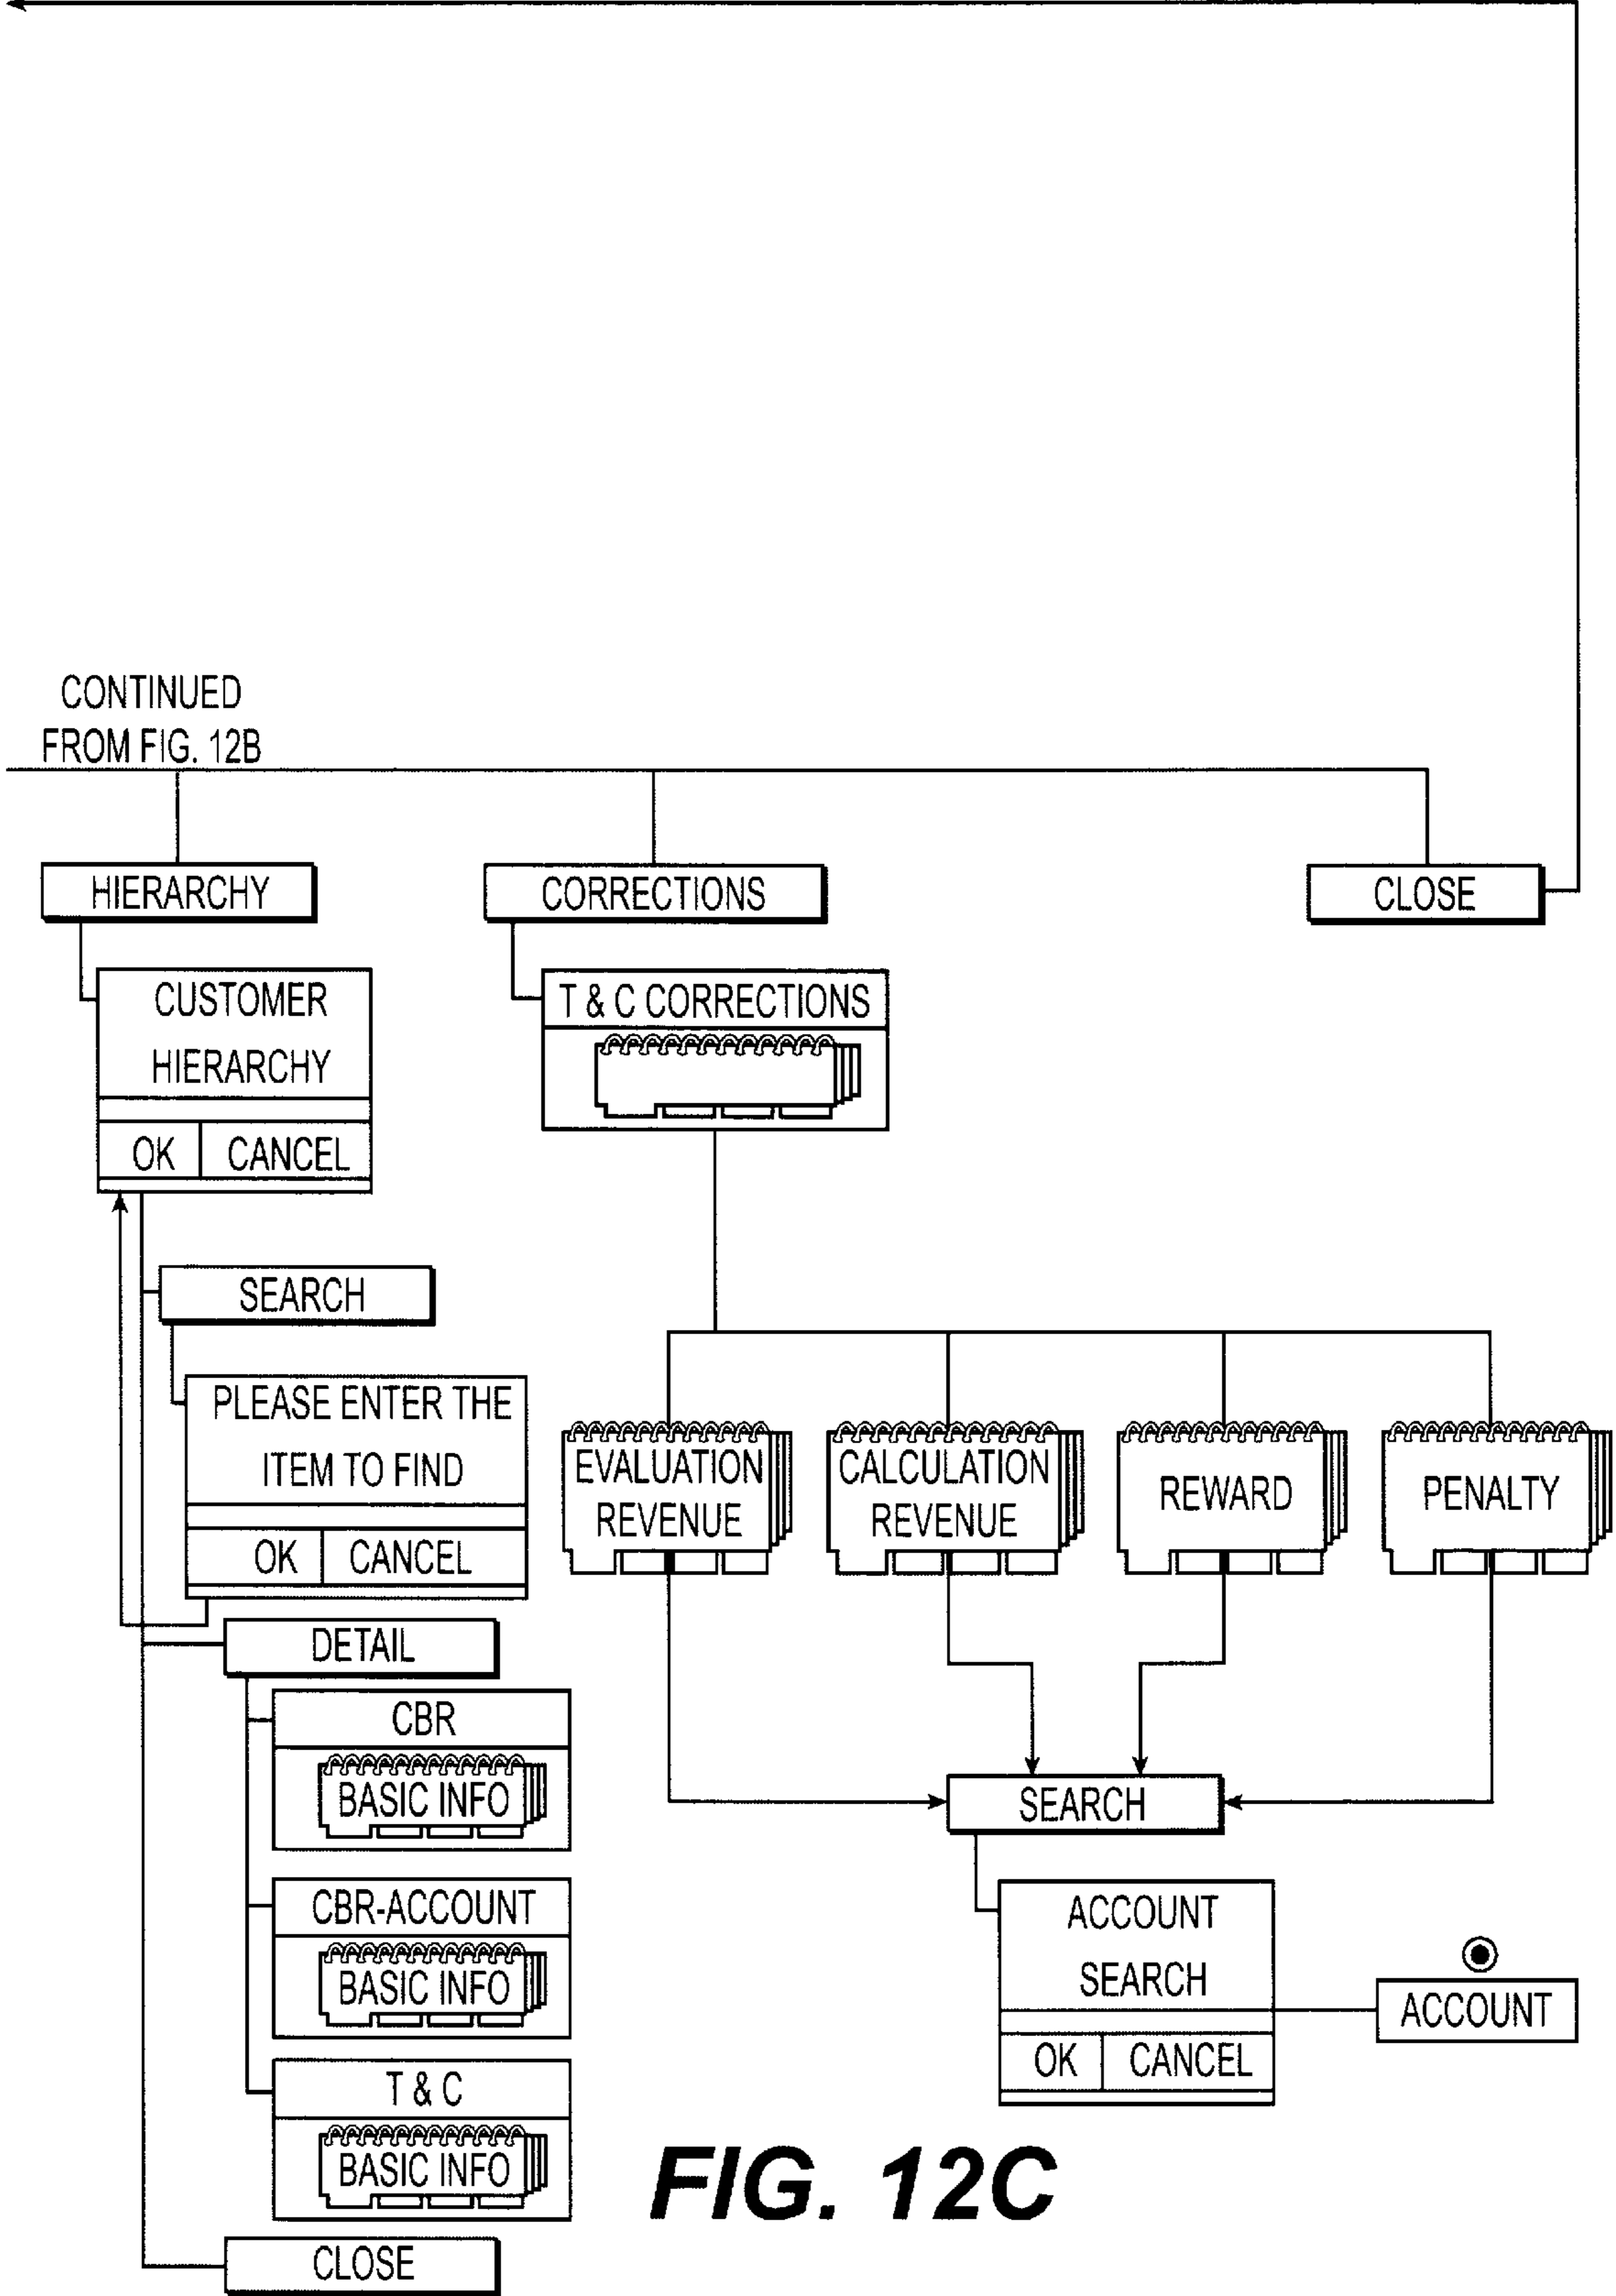 CONTINUED
FROM FIG. 12B
HIERARCHY
CORRECTIONS
CLOSE
CUSTOMER
HIERARCHY
OK
CANCEL
T & C CORRECTIONS
SEARCH
PLEASE ENTER THE
ITEM TO FIND
OK
CANCEL
EVALUATION
REVENUE
CALCULATION
REVENUE
REWARD
PENALTY
DETAIL
CBR
BASIC INFO
CBR-ACCOUNT
BASIC INFO
T & C
BASIC INFO
CLOSE
SEARCH
ACCOUNT
SEARCH
OK
CANCEL
ACCOUNT
FIG. 12C